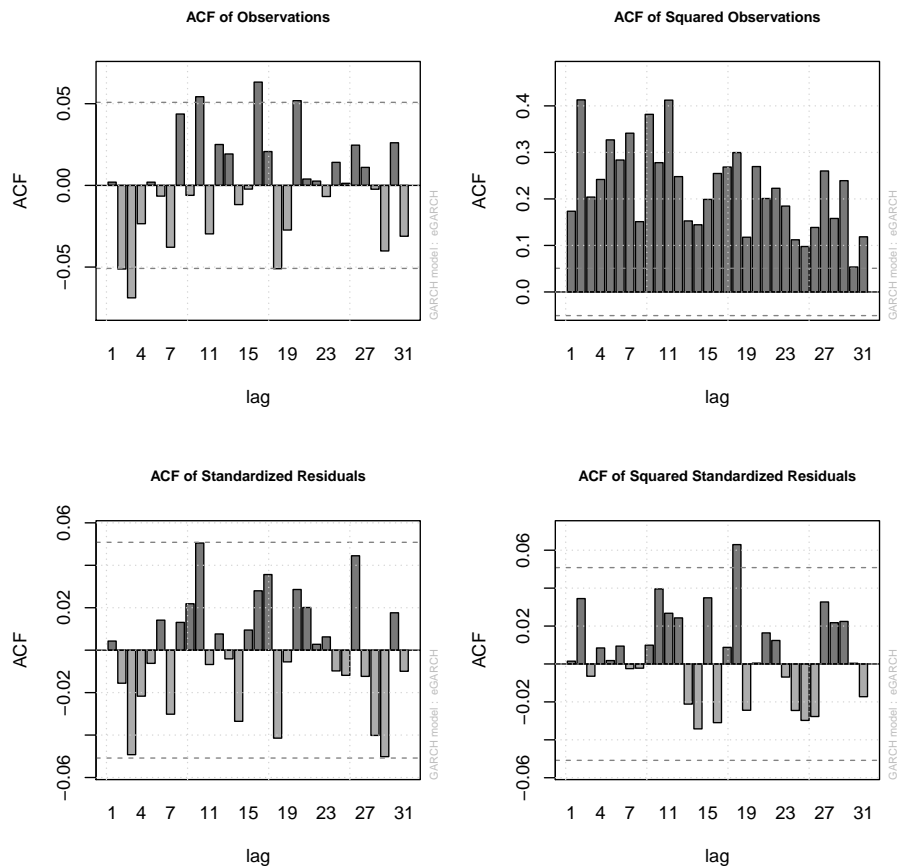 ACF of Observations
ACF
0.05
0.00
−0.05
1 4 7 11 15 19 23 27 31
lag
GARCH model : eGARCH
ACF of Squared Observations
ACF
0.4
0.3
0.2
0.1
0.0
1 4 7 11 15 19 23 27 31
lag
GARCH model : eGARCH
ACF of Standardized Residuals
ACF
0.06
0.02
−0.02
−0.06
1 4 7 11 15 19 23 27 31
lag
GARCH model : eGARCH
ACF of Squared Standardized Residuals
ACF
0.06
0.02
−0.02
−0.06
1 4 7 11 15 19 23 27 31
lag
GARCH model : eGARCH